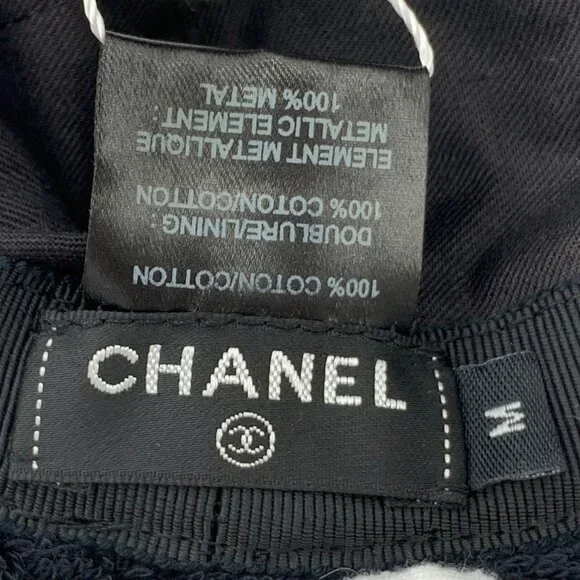 100% COTON/COTTON
DOUBLURE/LINING :
100% COTON/COTTON
ELEMENT METALLIQUE
METALLIC ELEMENT :
100% METAL
CHANEL
M